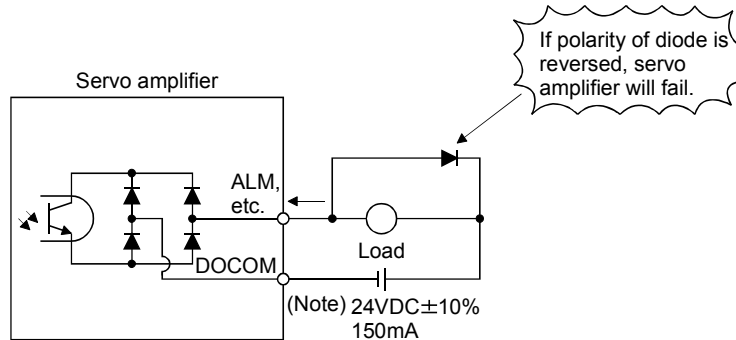 If polarity of diode is
reversed, servo
amplifier will fail.
Servo amplifier
ALM,
etc.
Load
DOCOM
(Note) 24VDC±10%
150mA